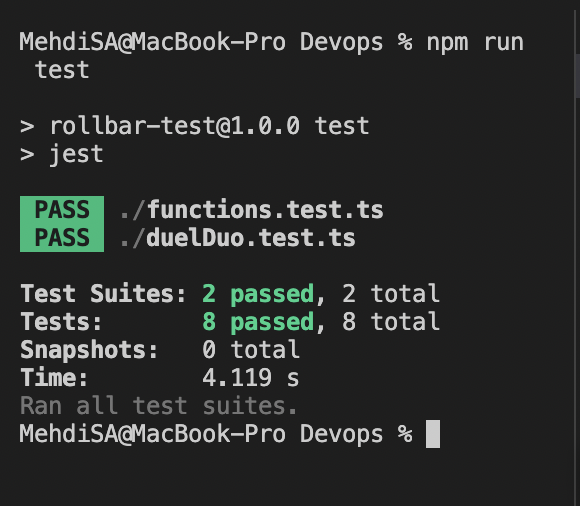 MehdiSA@MacBook-Pro Devops % npm run
test
> rollbar-test@1.0.0 test
> jest
PASS ./functions.test.ts
PASS ./duelDuo.test.ts
Test Suites: 2 passed, 2 total
Tests: 8 passed, 8 total
Snapshots: 0 total
Time: 4.119 s
Ran all test suites.
MehdiSA@MacBook-Pro Devops %